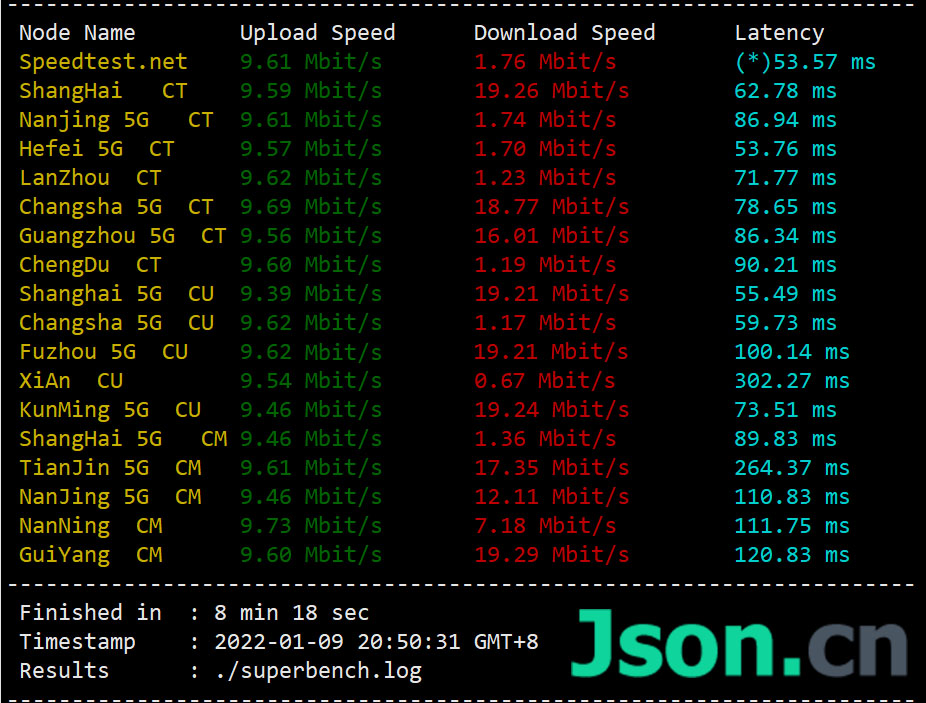 Node Name Upload Speed Download Speed Latency
Speedtest.net 9.61 Mbit/s 1.76 Mbit/s (*)53.57 ms
ShangHai CT 9.59 Mbit/s 19.26 Mbit/s 62.78 ms
Nanjing 5G CT 9.61 Mbit/s 1.74 Mbit/s 86.94 ms
Hefei 5G CT 9.57 Mbit/s 1.70 Mbit/s 53.76 ms
LanZhou CT 9.62 Mbit/s 1.23 Mbit/s 71.77 ms
Changsha 5G CT 9.69 Mbit/s 18.77 Mbit/s 78.65 ms
Guangzhou 5G CT 9.56 Mbit/s 16.01 Mbit/s 86.34 ms
ChengDu CT 9.60 Mbit/s 1.19 Mbit/s 90.21 ms
Shanghai 5G CU 9.39 Mbit/s 19.21 Mbit/s 55.49 ms
Changsha 5G CU 9.62 Mbit/s 1.17 Mbit/s 59.73 ms
Fuzhou 5G CU 9.62 Mbit/s 19.21 Mbit/s 100.14 ms
XiAn CU 9.54 Mbit/s 0.67 Mbit/s 302.27 ms
KunMing 5G CU 9.46 Mbit/s 19.24 Mbit/s 73.51 ms
ShangHai 5G CM 9.46 Mbit/s 1.36 Mbit/s 89.83 ms
TianJin 5G CM 9.61 Mbit/s 17.35 Mbit/s 264.37 ms
NanJing 5G CM 9.46 Mbit/s 12.11 Mbit/s 110.83 ms
NanNing CM 9.73 Mbit/s 7.18 Mbit/s 111.75 ms
GuiYang CM 9.60 Mbit/s 19.29 Mbit/s 120.83 ms
Finished in : 8 min 18 sec
Timestamp : 2022-01-09 20:50:31 GMT+8
Results : ./superbench.log
Json.cn